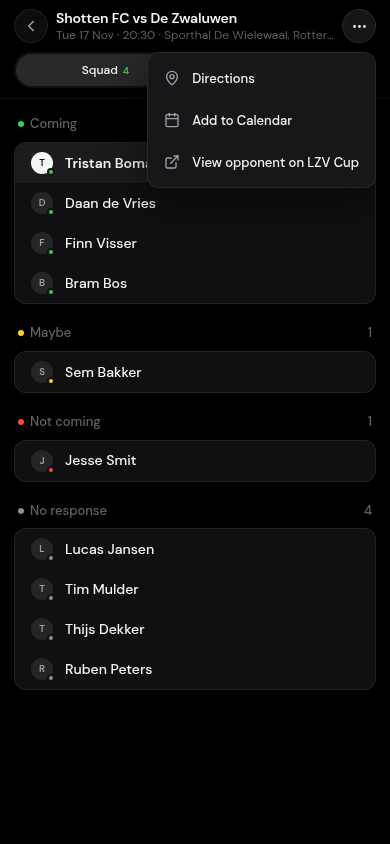 Shotten FC vs De Zwaluwen
Tue 17 Nov · 20:30 · Sporthal De Wielewaal, Rotter...
Squad 4
Directions
Add to Calendar
View opponent on LZV Cup
Coming
T Tristan Boma
D Daan de Vries
F Finn Visser
B Bram Bos
Maybe 1
S Sem Bakker
Not coming 1
J Jesse Smit
No response 4
L Lucas Jansen
T Tim Mulder
T Thijs Dekker
R Ruben Peters